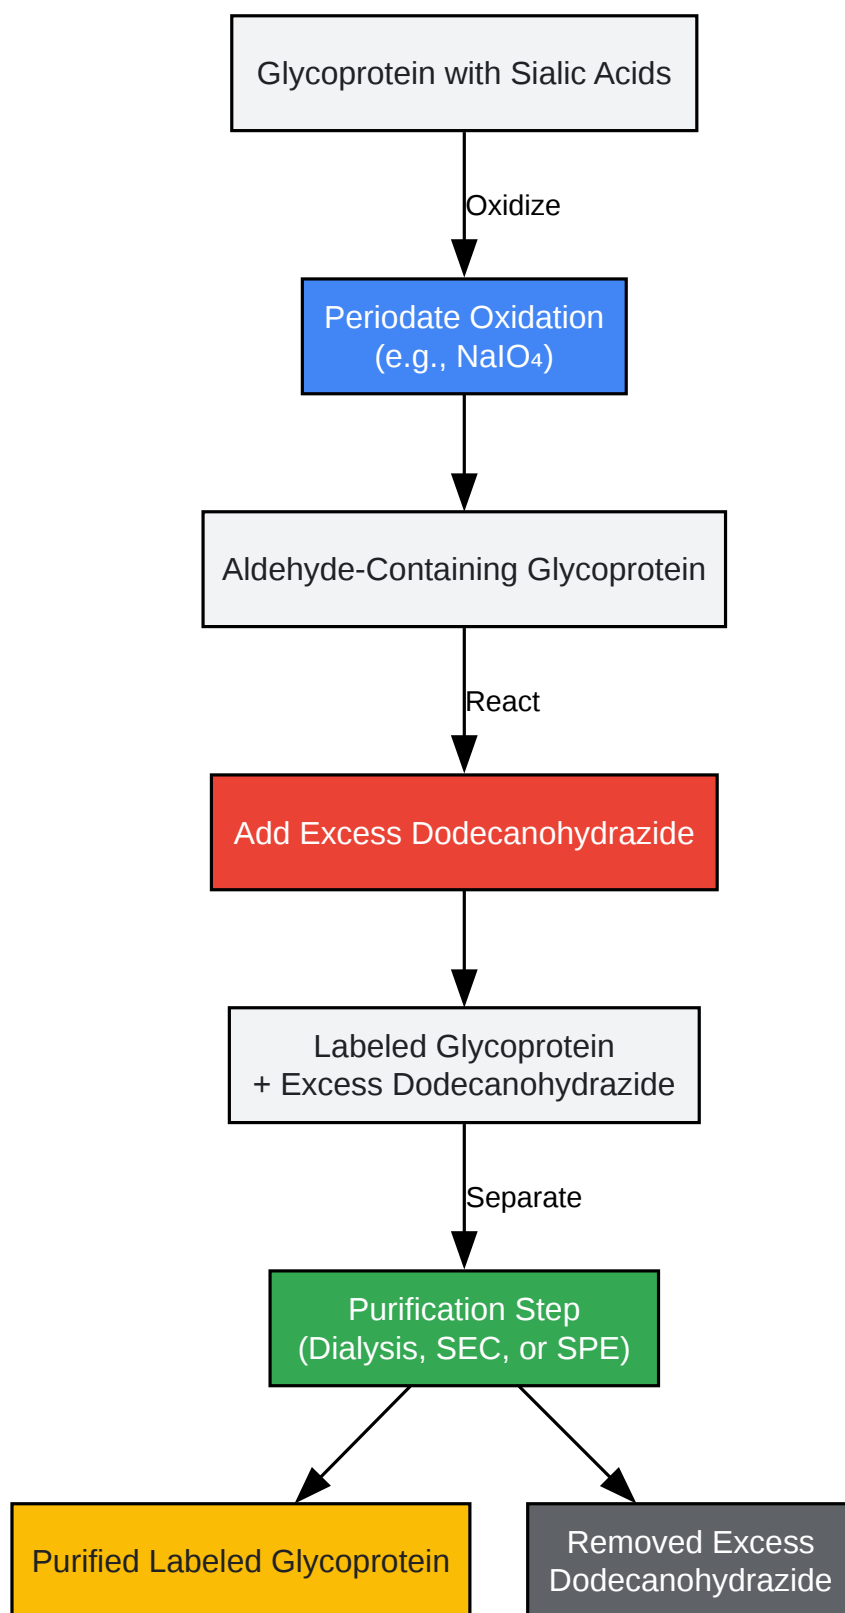 Glycoprotein with Sialic Acids
Oxidize
Periodate Oxidation
(e.g., NaIO₄)
Aldehyde-Containing Glycoprotein
React
Add Excess Dodecanohydrazide
Labeled Glycoprotein
+ Excess Dodecanohydrazide
Separate
Purification Step
(Dialysis, SEC, or SPE)
Purified Labeled Glycoprotein
Removed Excess
Dodecanohydrazide